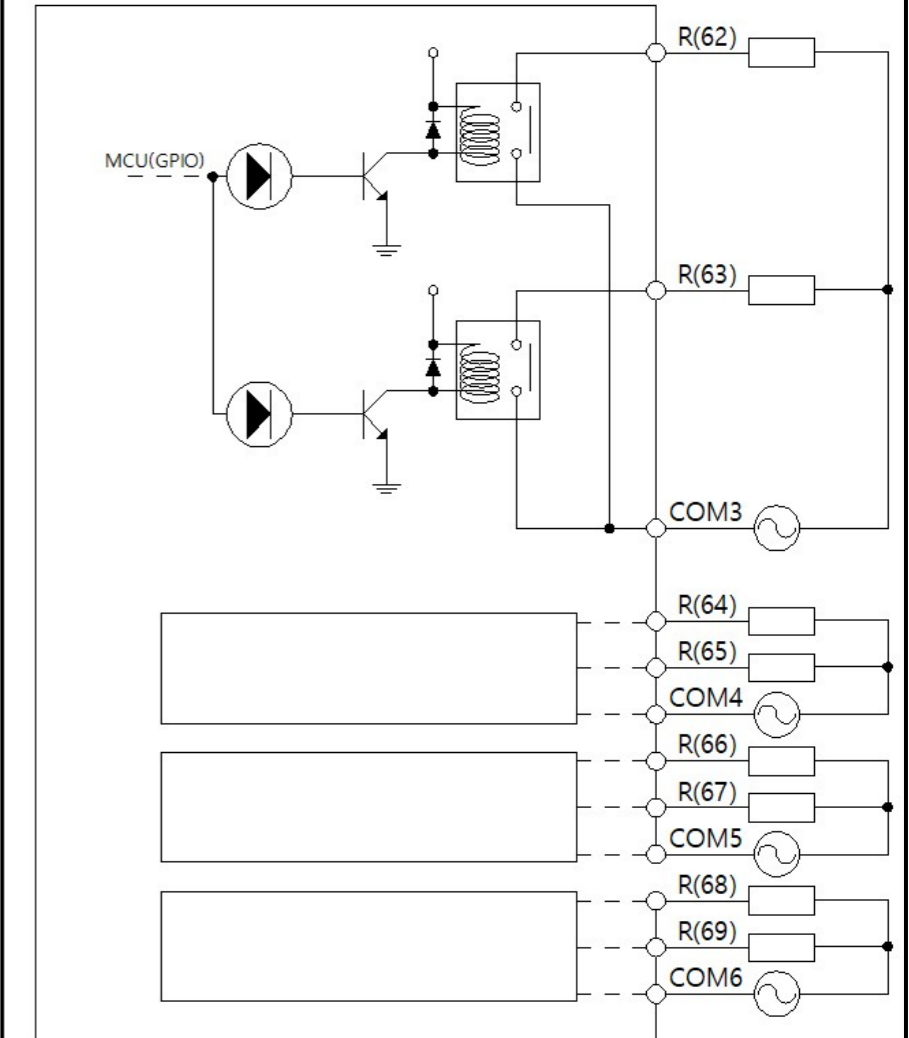 R(62)
MCU(GPIO)
R(63)
COM3
R(64)
R(65)
COM4
R(66)
R(67)
COM5
R(68)
R(69)
COM6